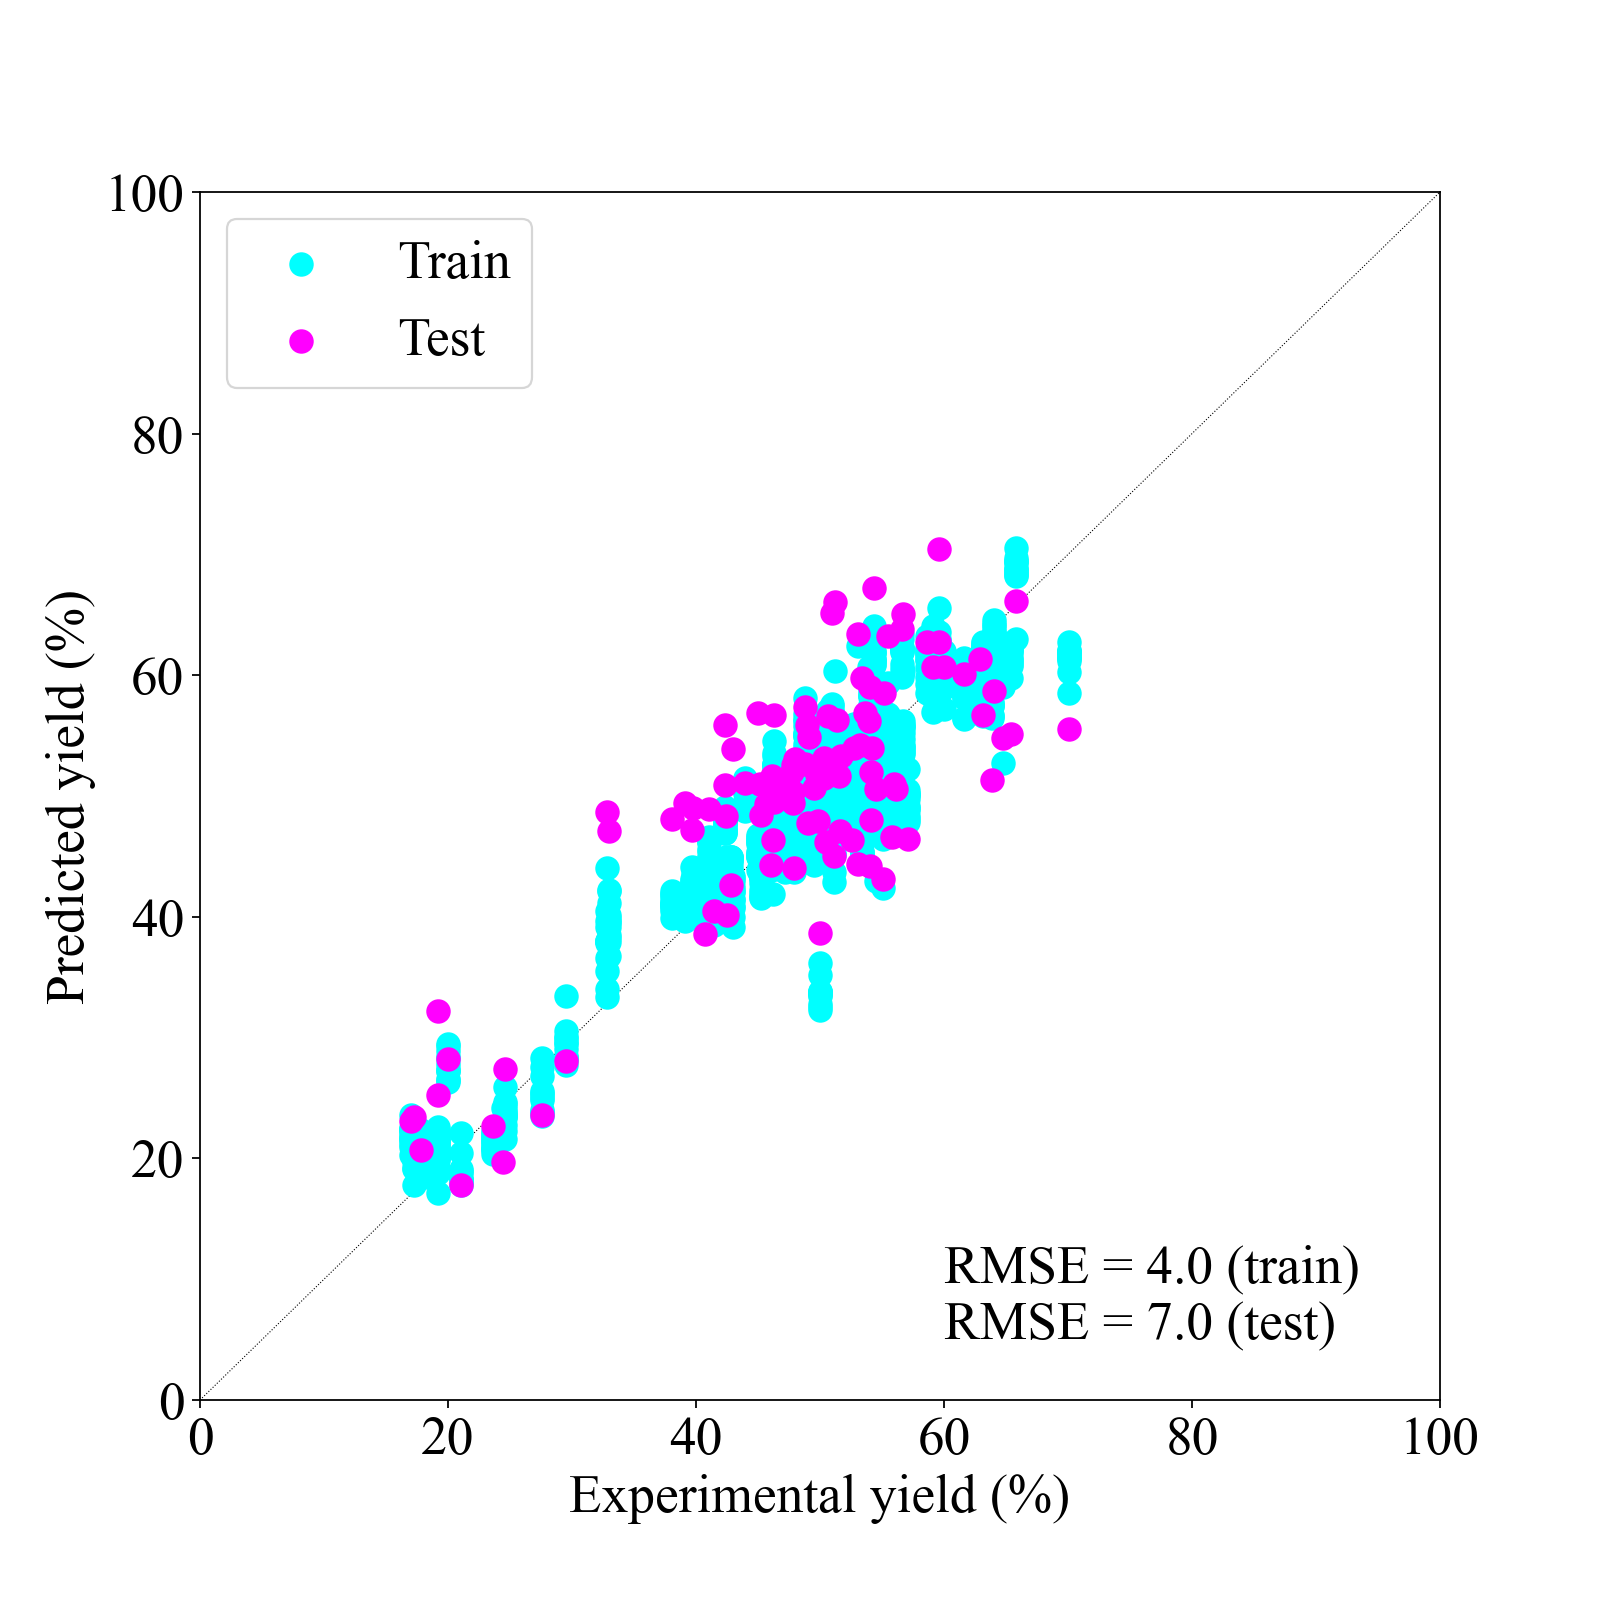 Train
Test
Predicted yield (%)
100
80
60
40
20
0
RMSE = 4.0 (train)
RMSE = 7.0 (test)
0 20 40 60 80 100
Experimental yield (%)